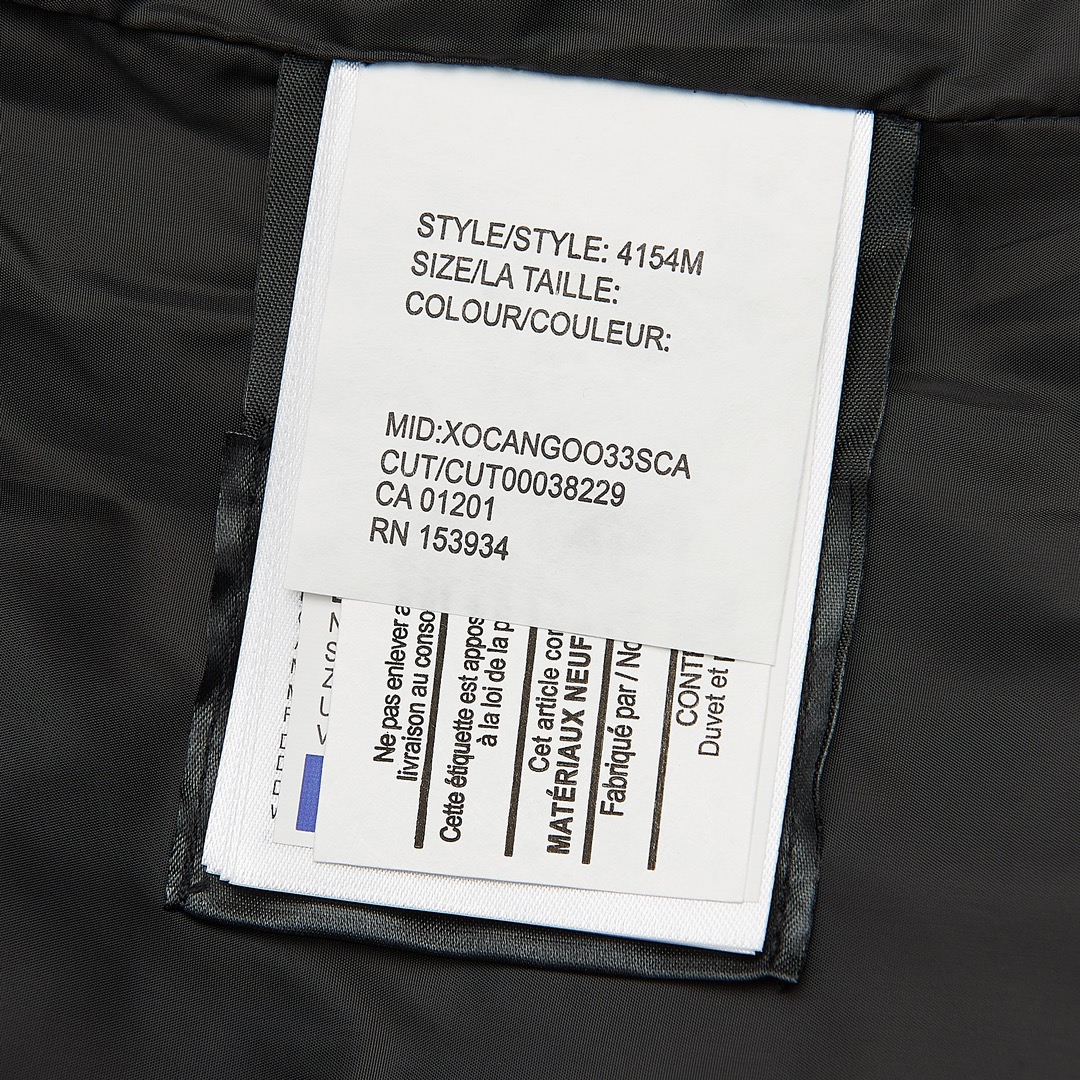 STYLE/STYLE: 4154M
SIZE/LA TAILLE:
COLOUR/COULEUR:
MID:XOCANGOO33SCA
CUT/CUT00038229
CA 01201
RN 153934
Ne pas enlever a
livraison au conso
Cette étiquette est appos
à la loi de la p
Cet article con
MATÉRIAUX NEUF
Fabriqué par / No
CONT
Duvet et